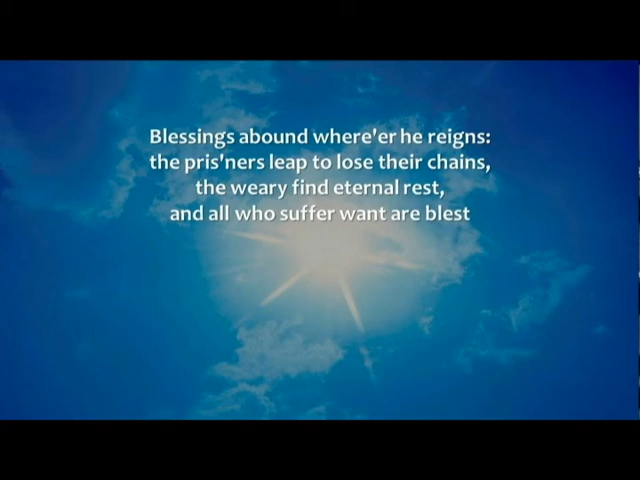 Blessings abound where'er he reigns:
the pris'ners leap to lose their chains,
the weary find eternal rest,
and all who suffer want are blest